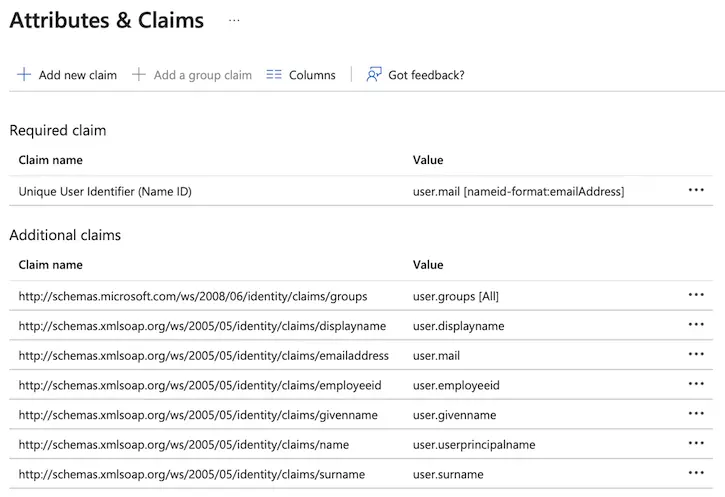 Attributes & Claims ...
Add new claim Add a group claim Columns Got feedback?
Required claim
Claim name Value
Unique User Identifier (Name ID) user.mail [nameid-format:emailAddress] ...
Additional claims
Claim name Value
http://schemas.microsoft.com/ws/2008/06/identity/claims/groups user.groups [All] ...
http://schemas.xmlsoap.org/ws/2005/05/identity/claims/displayname user.displayname ...
http://schemas.xmlsoap.org/ws/2005/05/identity/claims/emailaddress user.mail ...
http://schemas.xmlsoap.org/ws/2005/05/identity/claims/employeeid user.employeeid ...
http://schemas.xmlsoap.org/ws/2005/05/identity/claims/givenname user.givenname ...
http://schemas.xmlsoap.org/ws/2005/05/identity/claims/name user.userprincipalname ...
http://schemas.xmlsoap.org/ws/2005/05/identity/claims/surname user.surname ...